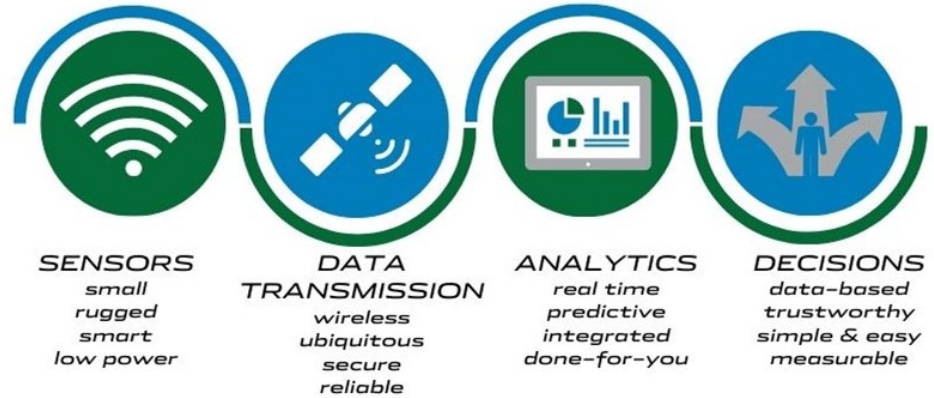 SENSORS
small
rugged
smart
low power
DATA
TRANSMISSION
wireless
ubiquitous
secure
reliable
ANALYTICS
real time
predictive
integrated
done-for-you
DECISIONS
data-based
trustworthy
simple & easy
measurable